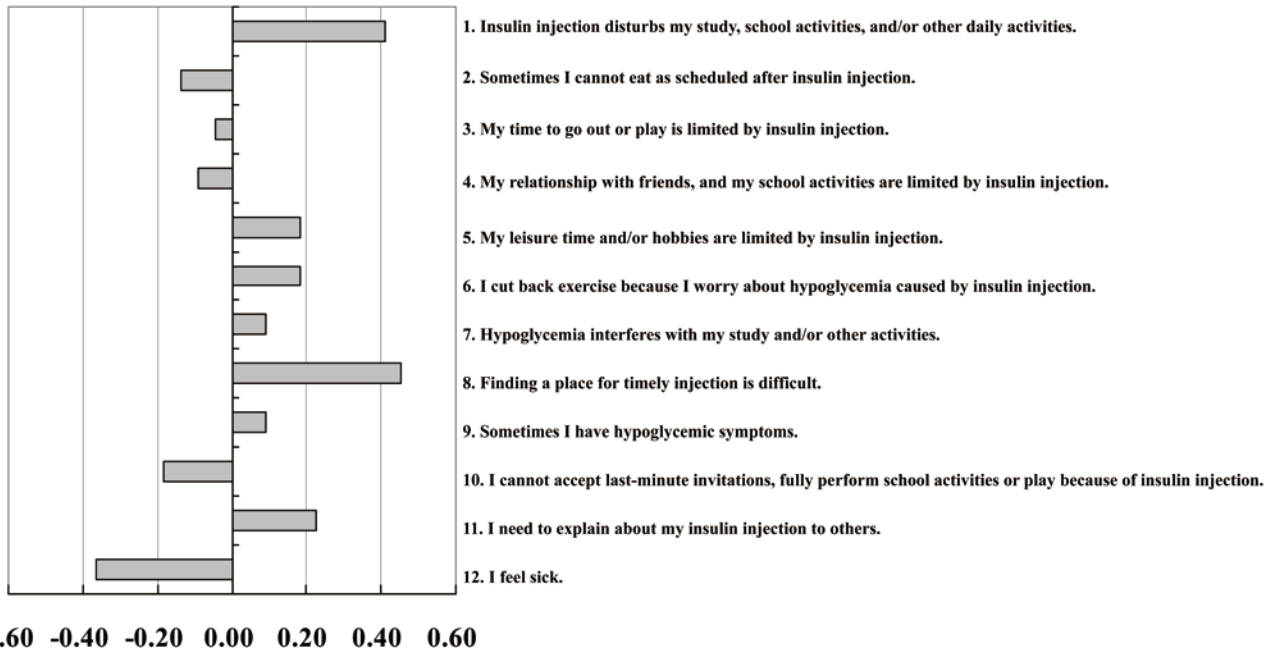 1. Insulin injection disturbs my study, school activities, and/or other daily activities.
2. Sometimes I cannot eat as scheduled after insulin injection.
3. My time to go out or play is limited by insulin injection.
4. My relationship with friends, and my school activities are limited by insulin injection.
5. My leisure time and/or hobbies are limited by insulin injection.
6. I cut back exercise because I worry about hypoglycemia caused by insulin injection.
7. Hypoglycemia interferes with my study and/or other activities.
8. Finding a place for timely injection is difficult.
9. Sometimes I have hypoglycemic symptoms.
10. I cannot accept last-minute invitations, fully perform school activities or play because of insulin injection.
11. I need to explain about my insulin injection to others.
12. I feel sick.
.60 -0.40 -0.20 0.00 0.20 0.40 0.60